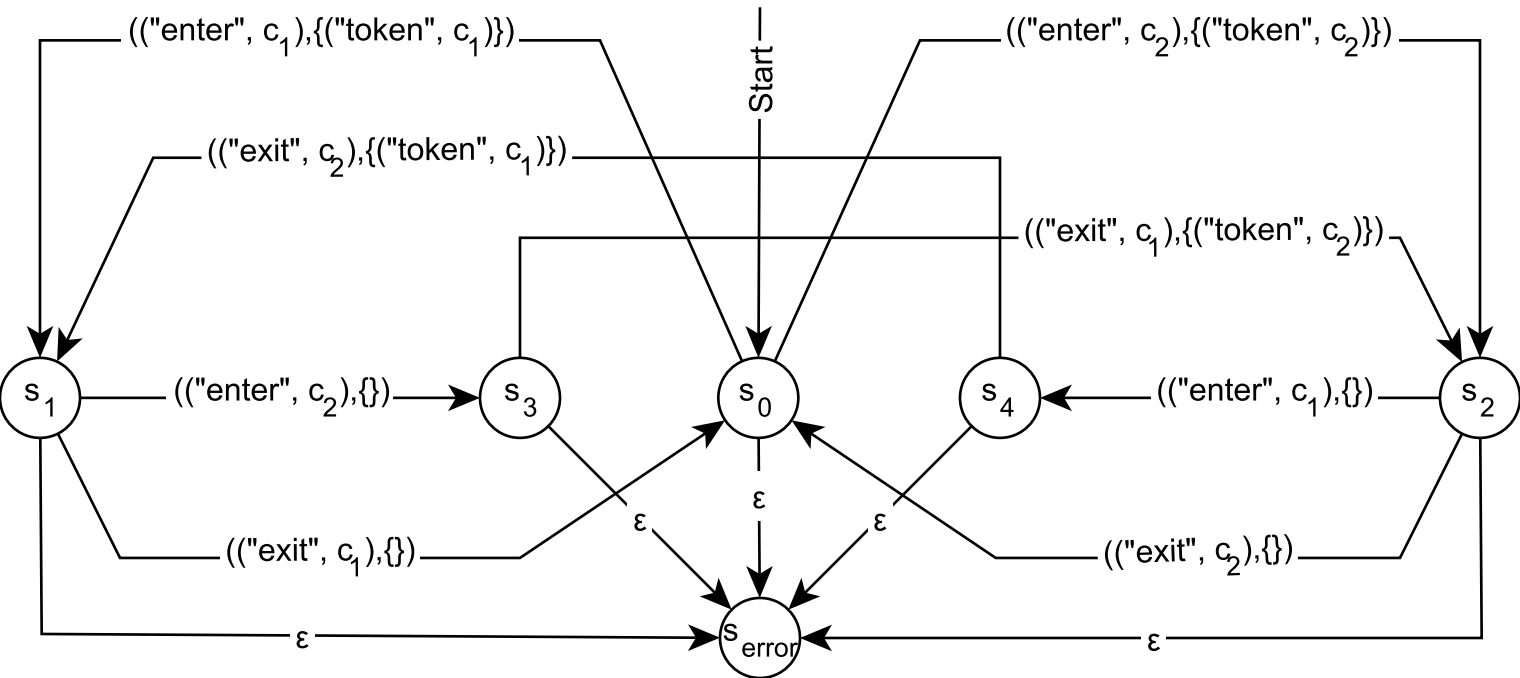 (("enter", c1),{("token", c1)})
Start
(("enter", c2),{("token", c2)})
(("exit", c2),{("token", c1)})
(("exit", c1),{("token", c2)})
s1
(("enter", c2),{})
s3
s0
s4
(("enter", c1),{})
s2
ε
ε
ε
(("exit", c1),{})
(("exit", c2),{})
ε
serror
ε